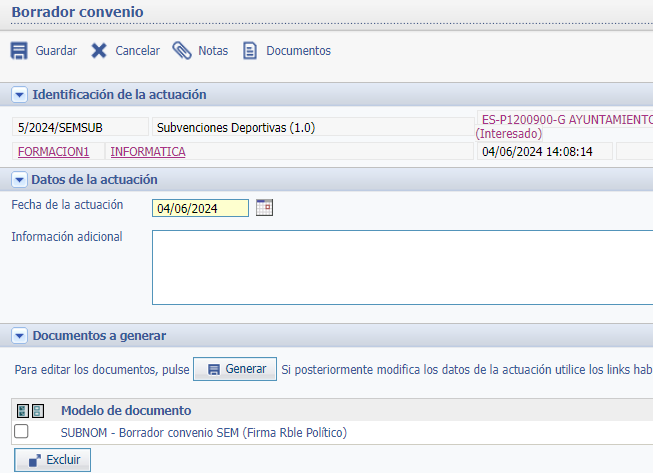 Borrador convenio
Guardar Cancelar Notas Documentos
Identificación de la actuación
5/2024/SEMSUB Subvenciones Deportivas (1.0) ES-P1200900-G AYUNTAMIENTO (Interesado)
FORMACION1 INFORMATICA 04/06/2024 14:08:14
Datos de la actuación
Fecha de la actuación 04/06/2024
Información adicional
Documentos a generar
Para editar los documentos, pulse Generar Si posteriormente modifica los datos de la actuación utilice los links hab
Modelo de documento
SUBNOM - Borrador convenio SEM (Firma Rble Político)
Excluir